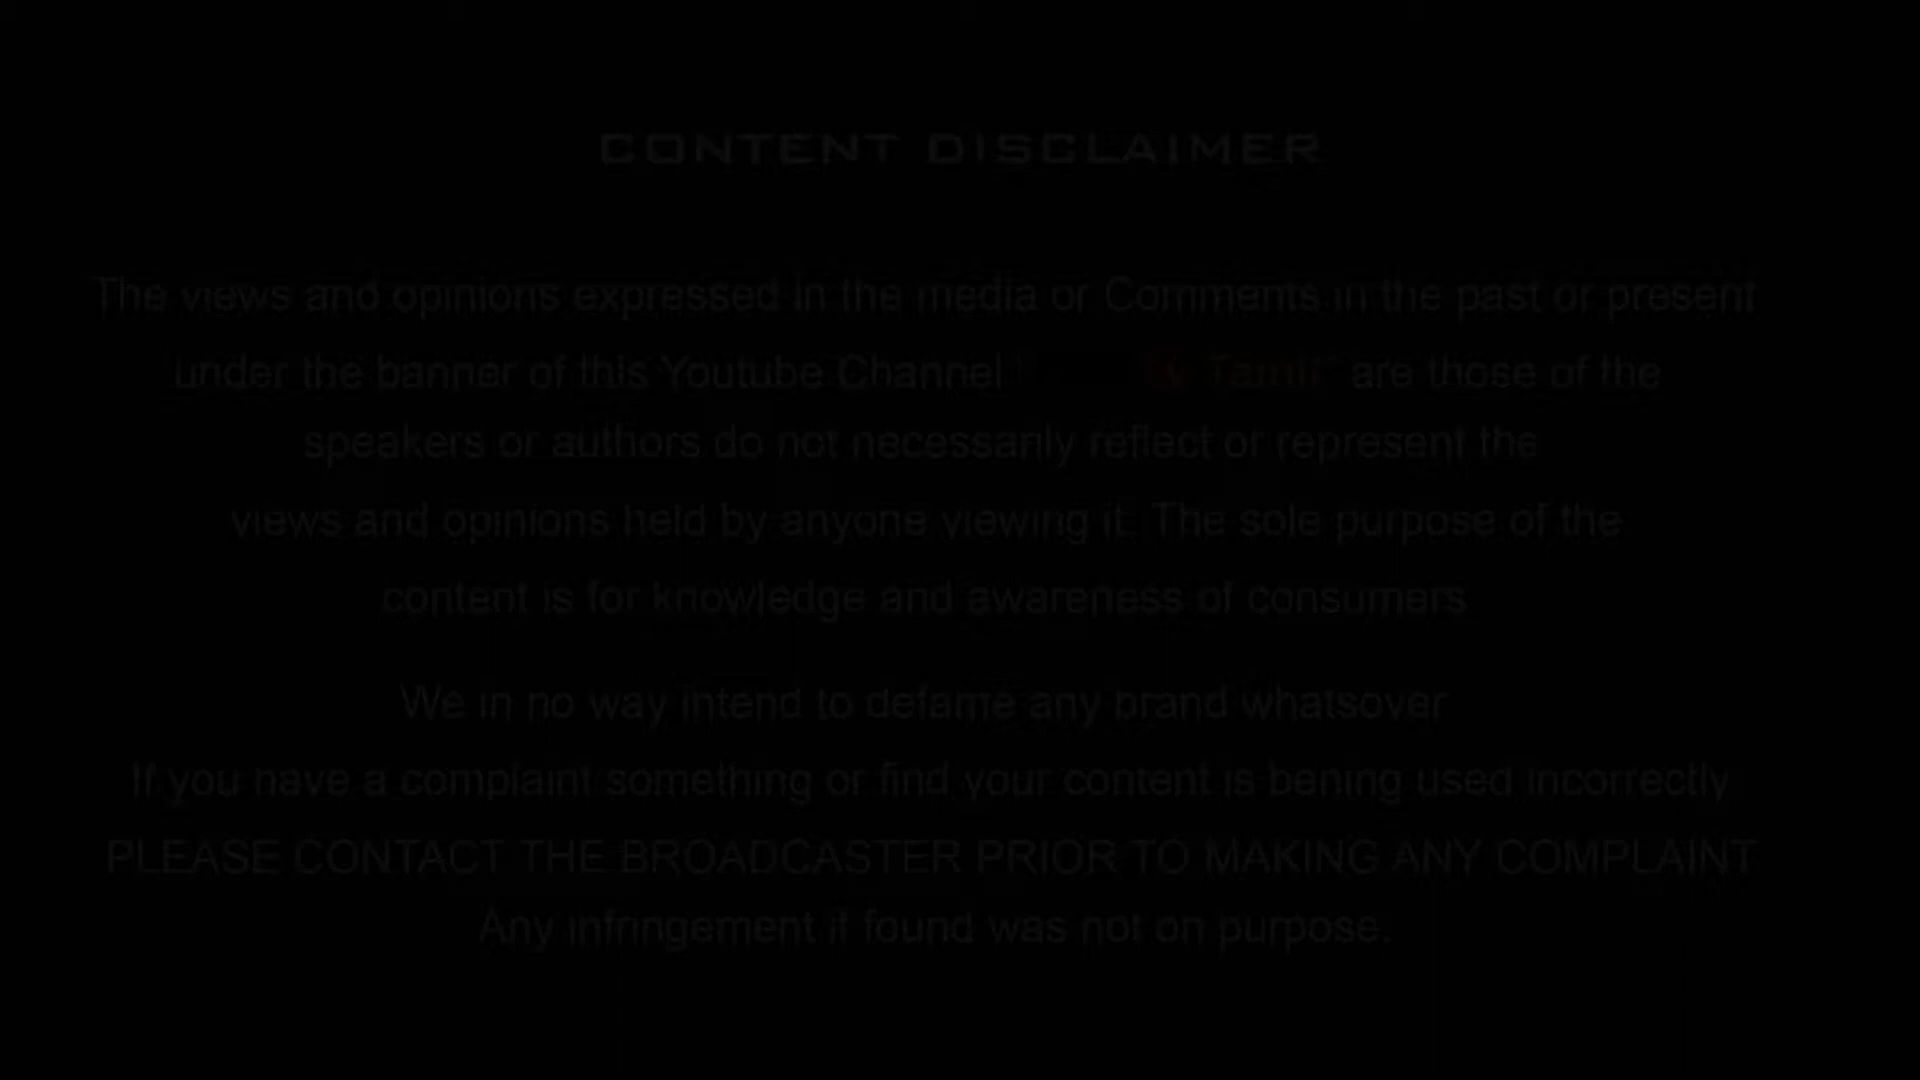 CONTENT DISCLAIMER
The views and opinions expressed in the media or Comments in the past or present
under the banner of this Youtube Channel " Tamil" are those of the
speakers or authors do not necessarily reflect or represent the
views and opinions held by anyone viewing it. The sole purpose of the
content is for knowledge and awareness of consumers
We in no way intend to defame any brand whatsover
If you have a complaint something or find your content is bening used incorrectly
PLEASE CONTACT THE BROADCASTER PRIOR TO MAKING ANY COMPLAINT
Any infringement if found was not on purpose.